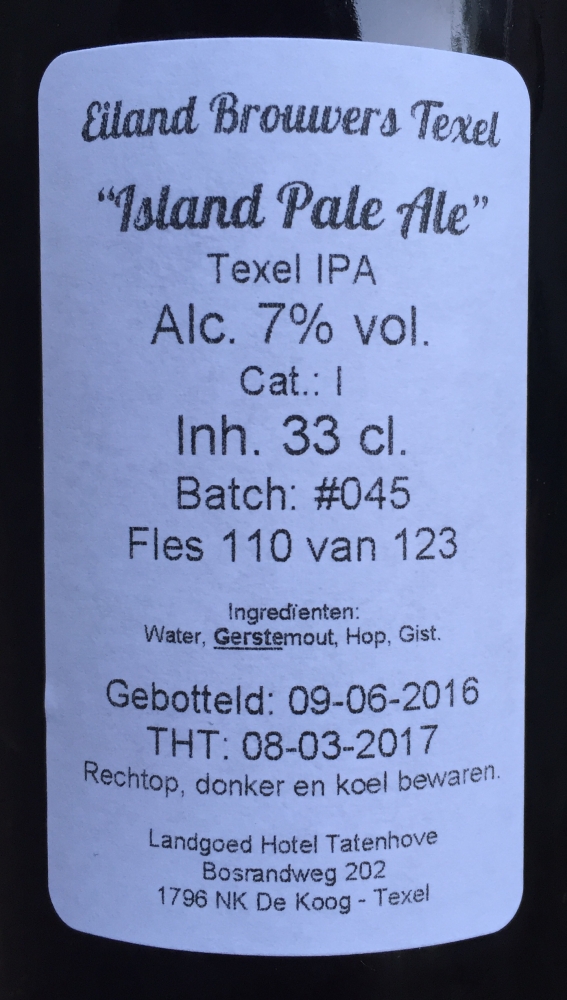 Eiland Brouwers Texel
“Island Pale Ale”
Texel IPA
Alc. 7% vol.
Cat.: I
Inh. 33 cl.
Batch: #045
Fles 110 van 123
Ingrediënten:
Water, Gerstemout, Hop, Gist.
Gebotteld: 09-06-2016
THT: 08-03-2017
Rechtop, donker en koel bewaren.
Landgoed Hotel Tatenhove
Bosrandweg 202
1796 NK De Koog - Texel